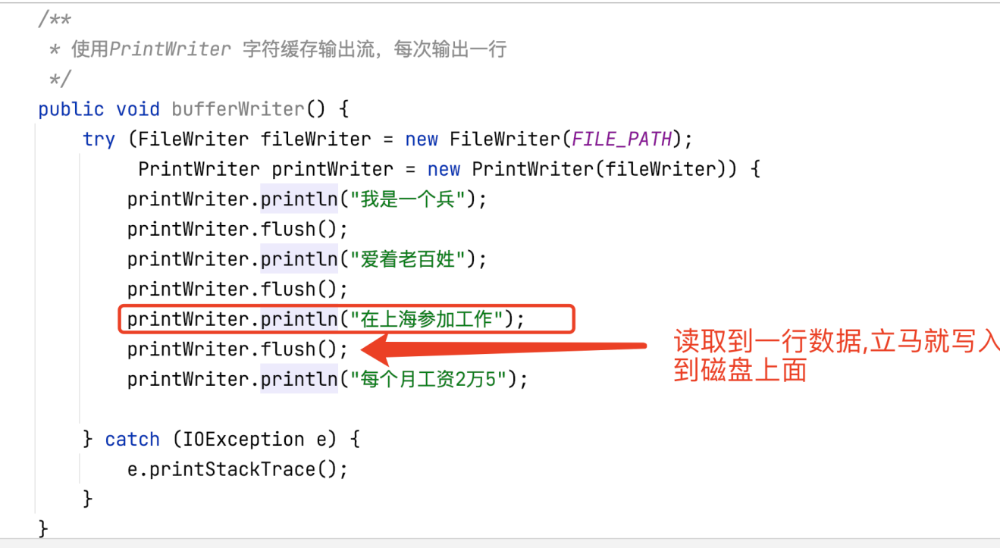 /**
 * 使用PrintWriter 字符缓存输出流，每次输出一行
 */
public void bufferWriter() {
    try (FileWriter fileWriter = new FileWriter(FILE_PATH);
         PrintWriter printWriter = new PrintWriter(fileWriter)) {
        printWriter.println("我是一个兵");
        printWriter.flush();
        printWriter.println("爱着老百姓");
        printWriter.flush();
        printWriter.println("在上海参加工作");
        printWriter.flush();
        printWriter.println("每个月工资2万5");
    } catch (IOException e) {
        e.printStackTrace();
    }
}
读取到一行数据,立马就写入
到磁盘上面